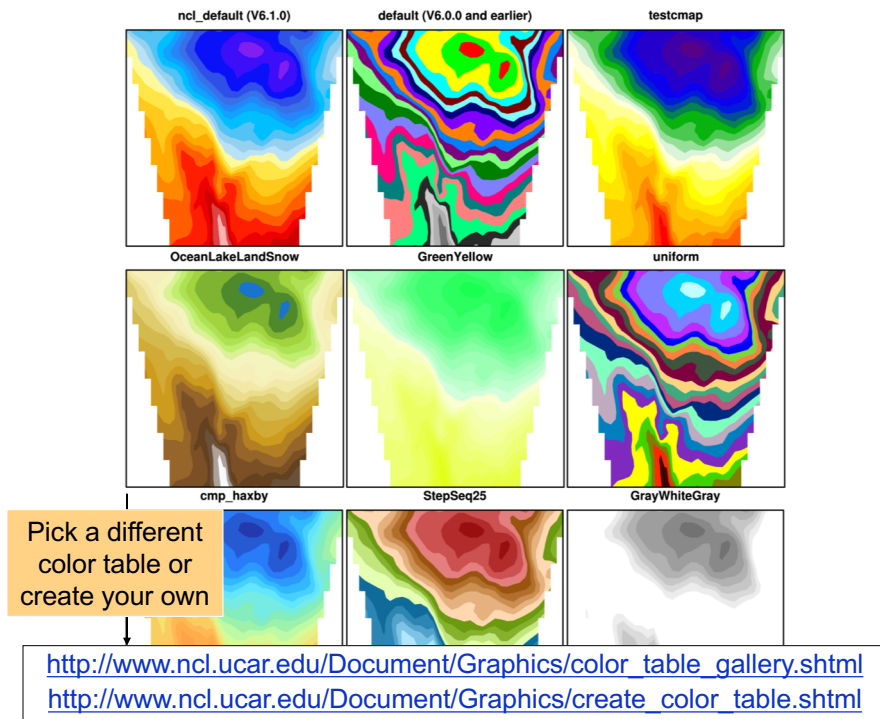 ncl_default (V6.1.0)
default (V6.0.0 and earlier)
testcmap
OceanLakeLandSnow
GreenYellow
uniform
cmp_haxby
StepSeq25
GrayWhiteGray
Pick a different
color table or
create your own
http://www.ncl.ucar.edu/Document/Graphics/color_table_gallery.shtml
http://www.ncl.ucar.edu/Document/Graphics/create_color_table.shtml